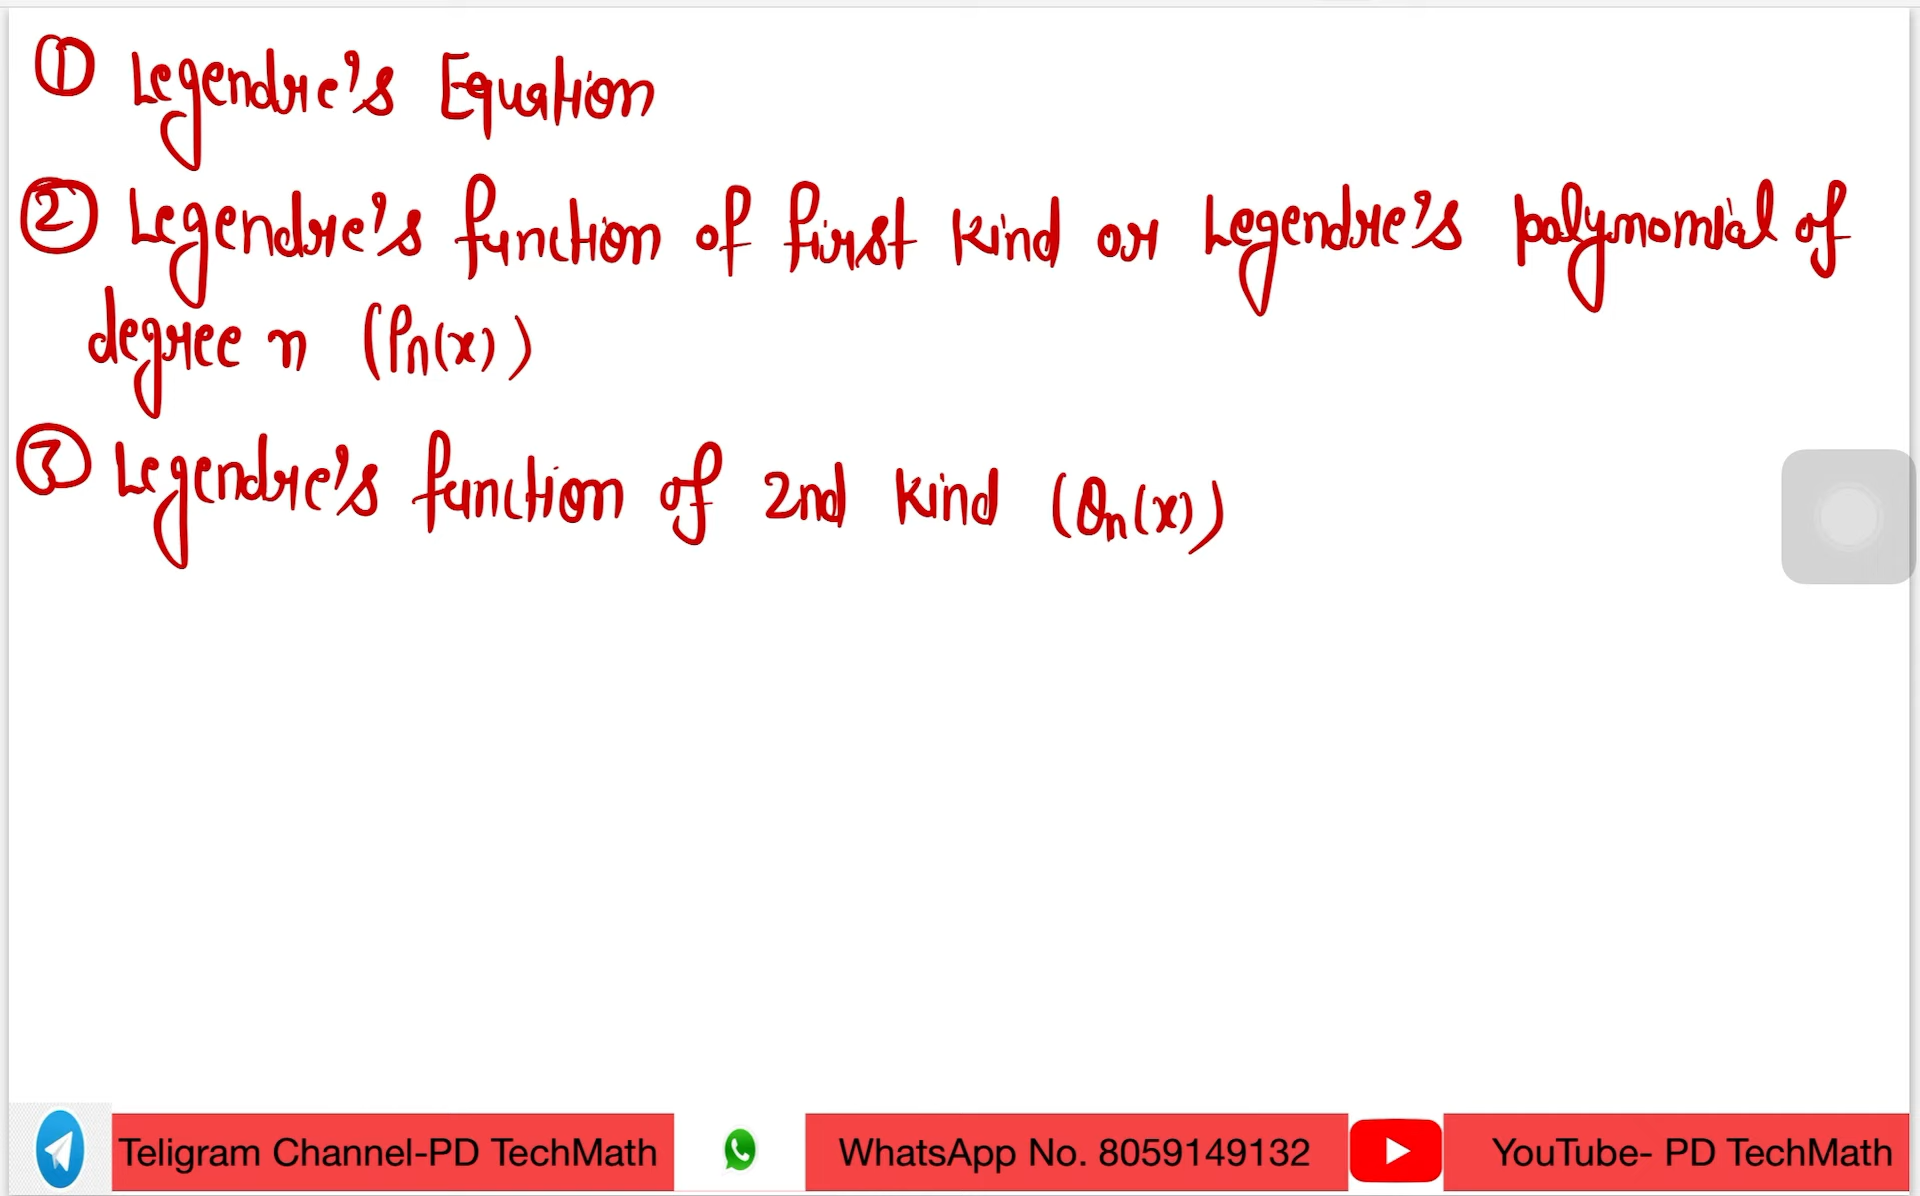 ① Legendre's Equation
② Legendre's function of first kind or Legendre's polynomial of
degree n (Pn(x))
③ Legendre's function of 2nd kind (Qn(x))
Teligram Channel-PD TechMath WhatsApp No. 8059149132 YouTube- PD TechMath